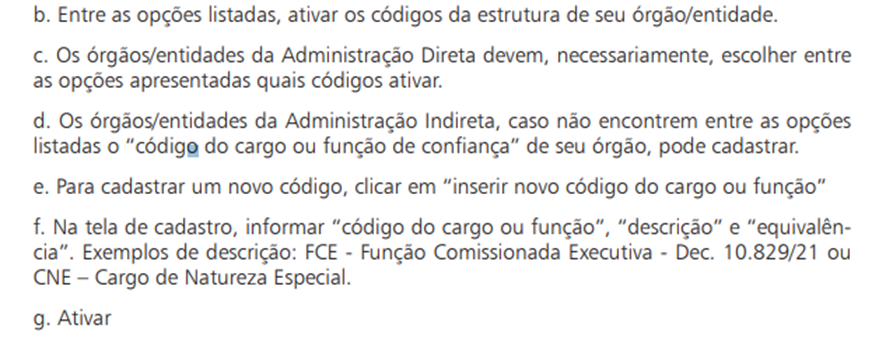 b. Entre as opções listadas, ativar os códigos da estrutura de seu órgão/entidade.
c. Os órgãos/entidades da Administração Direta devem, necessariamente, escolher entre
as opções apresentadas quais códigos ativar.
d. Os órgãos/entidades da Administração Indireta, caso não encontrem entre as opções
listadas o “código do cargo ou função de confiança” de seu órgão, pode cadastrar.
e. Para cadastrar um novo código, clicar em “inserir novo código do cargo ou função”
f. Na tela de cadastro, informar “código do cargo ou função”, “descrição” e “equivalên-
cia”. Exemplos de descrição: FCE - Função Comissionada Executiva - Dec. 10.829/21 ou
CNE – Cargo de Natureza Especial.
g. Ativar